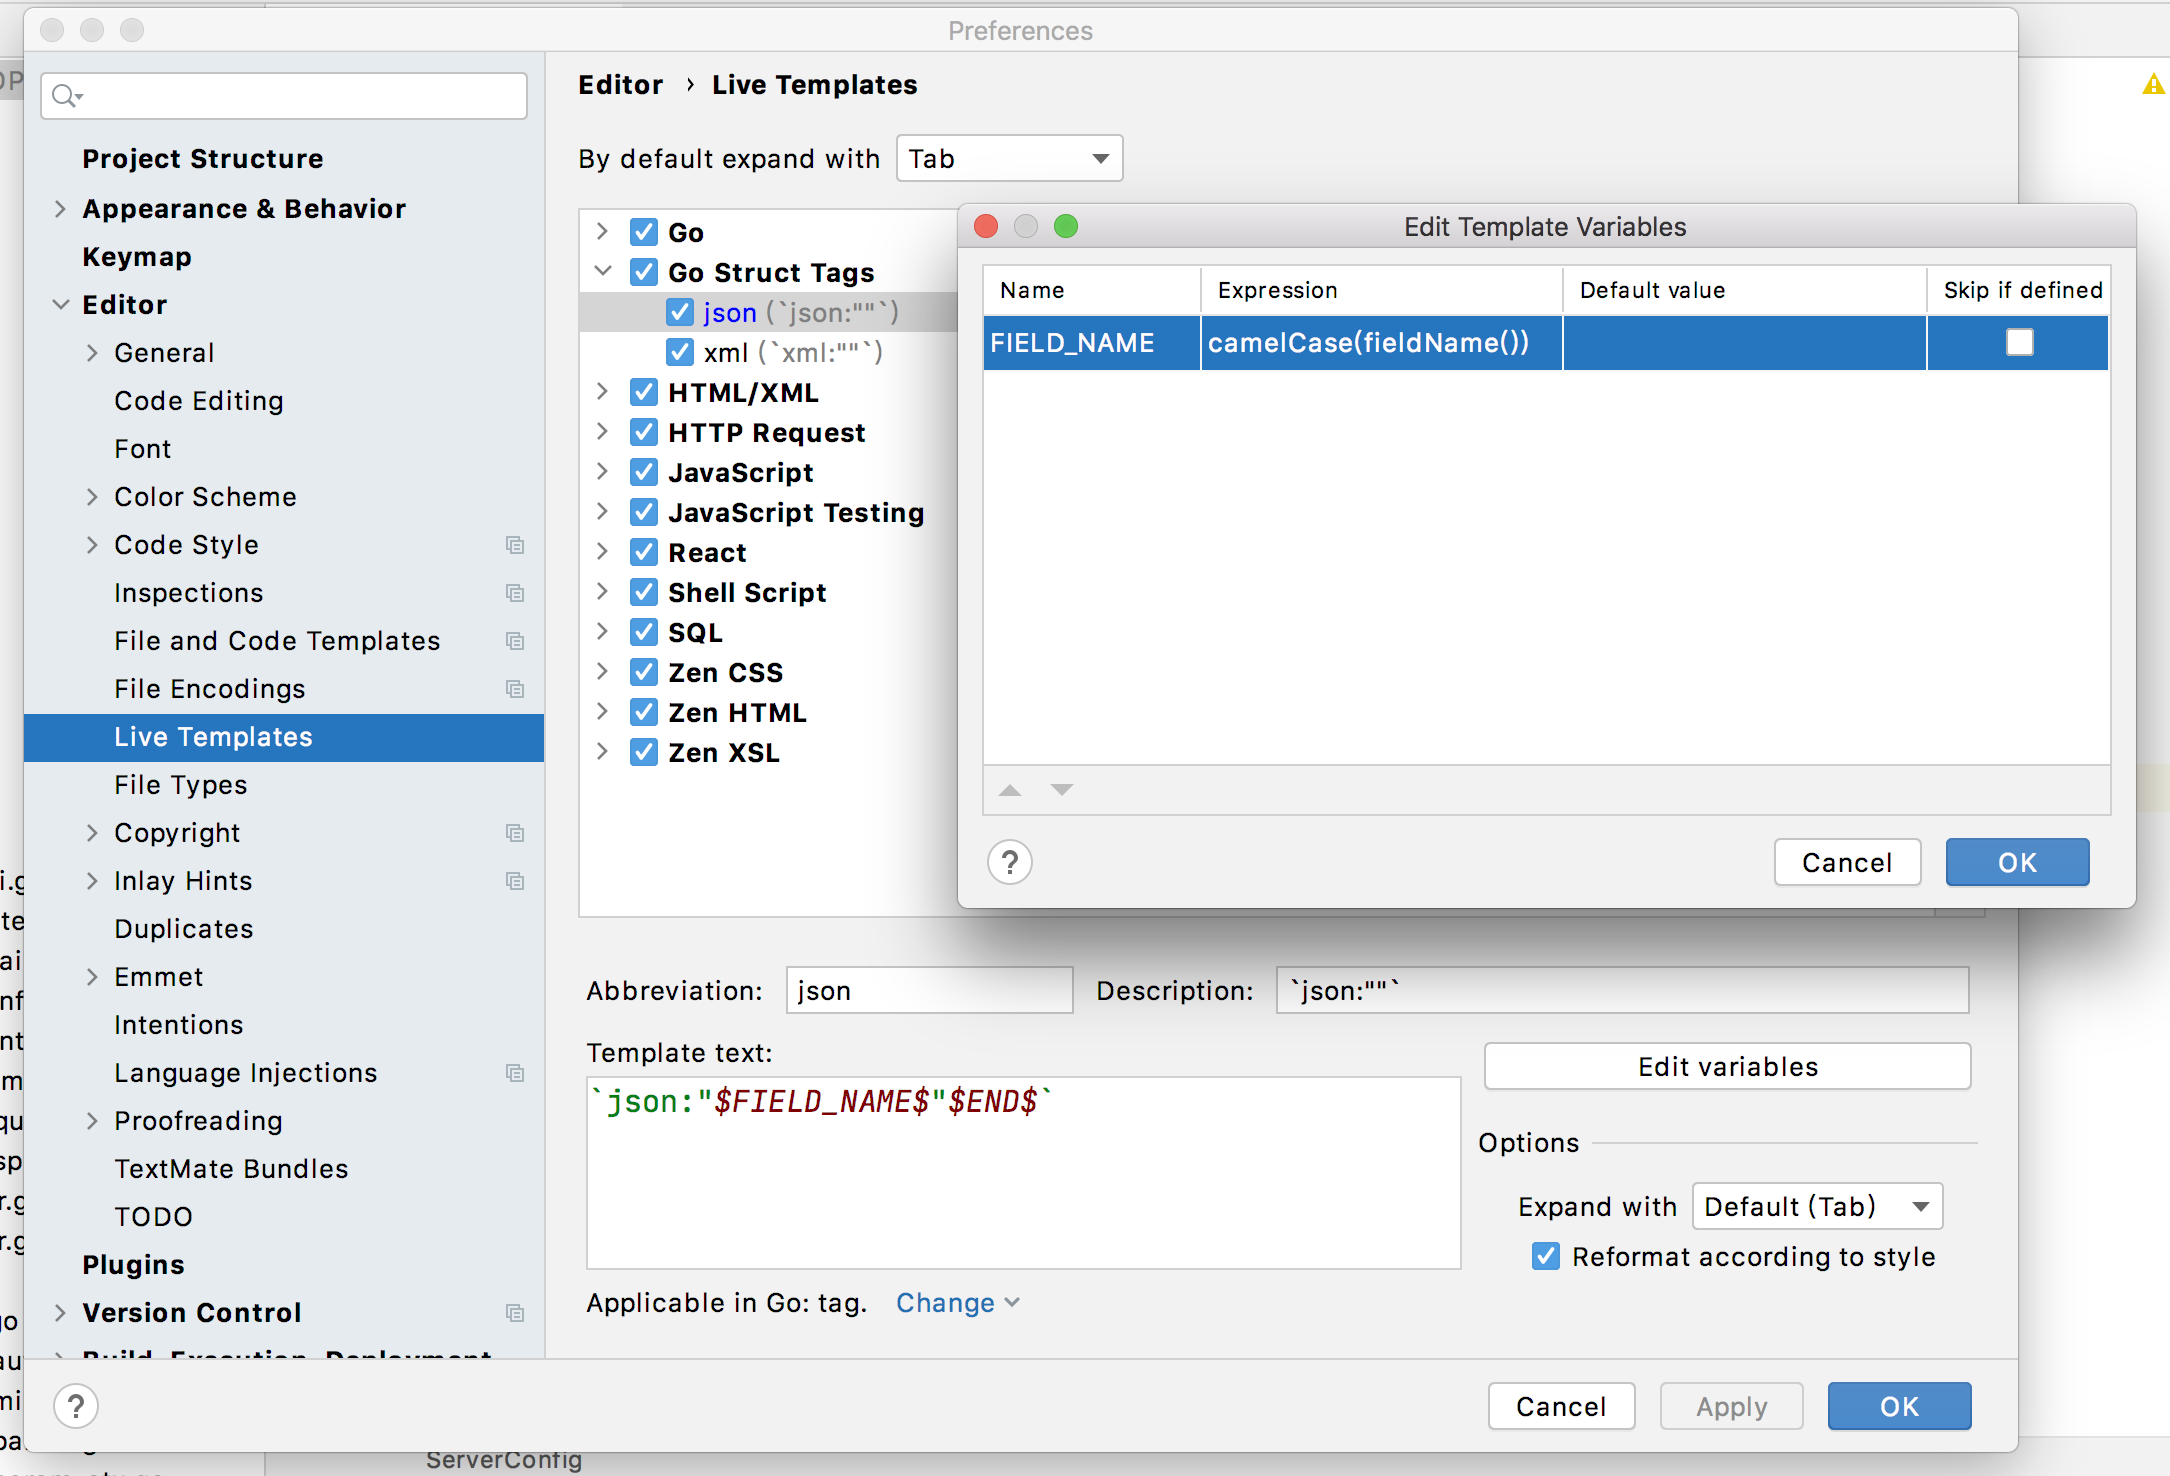 Preferences
Project Structure
Appearance & Behavior
Keymap
Editor
General
Code Editing
Font
Color Scheme
Code Style
Inspections
File and Code Templates
File Encodings
Live Templates
File Types
Copyright
Inlay Hints
Duplicates
Emmet
Intentions
Language Injections
Proofreading
TextMate Bundles
TODO
Plugins
Version Control
Build, Execution, Deployment
Editor › Live Templates
By default expand with Tab
Go
Go Struct Tags
json (`json:""`)
xml (`xml:""`)
HTML/XML
HTTP Request
JavaScript
JavaScript Testing
React
Shell Script
SQL
Zen CSS
Zen HTML
Zen XSL
Edit Template Variables
Name Expression Default value Skip if defined
FIELD_NAME camelCase(fieldName())
? Cancel OK
Abbreviation: json Description: `json:""`
Template text:
`json:"$FIELD_NAME$"$END$`
Edit variables
Options
Expand with Default (Tab)
Reformat according to style
Applicable in Go: tag. Change
? Cancel Apply OK
ServerConfig